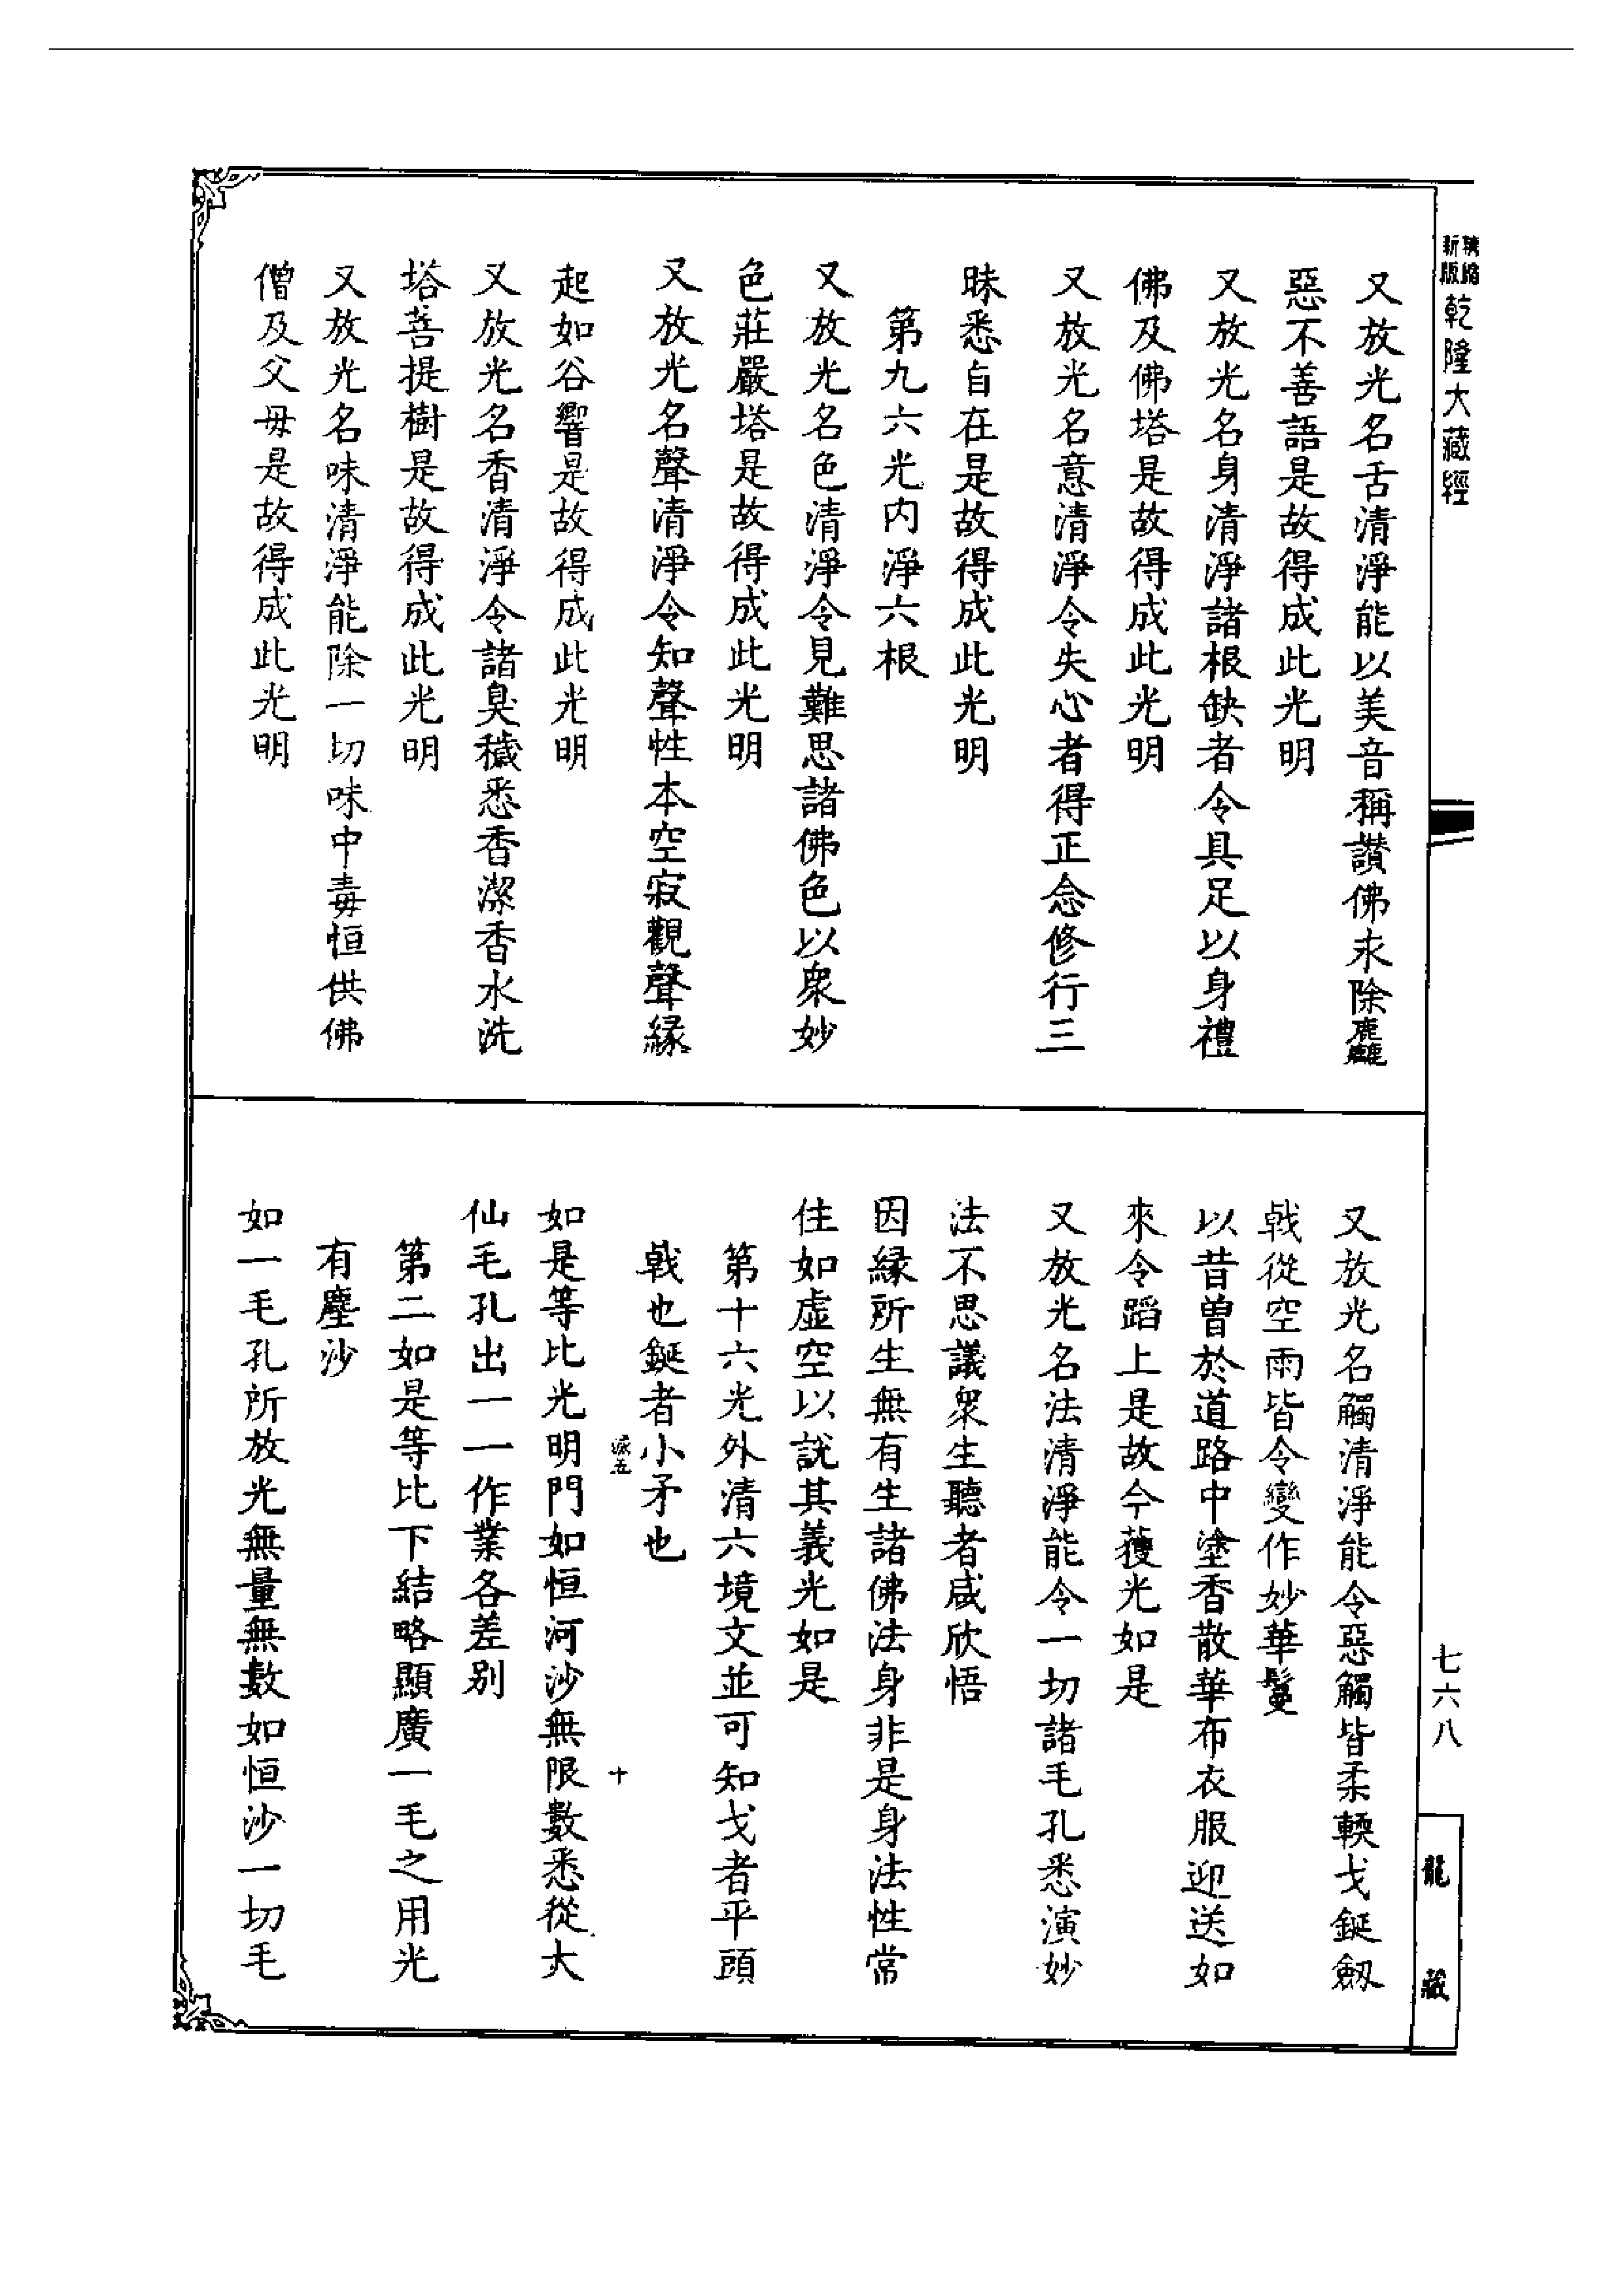 新版精縮乾隆大藏經
又放光名舌清淨能以美音稱讚佛永除麤
惡不善語是故得成此光明
又放光名身清淨諸根缺者令具足以身禮
佛及佛塔是故得成此光明
又放光名意清淨令失心者得正念修行三
昧悉自在是故得成此光明
第九六光内淨六根
又放光名色清淨令見難思諸佛色以衆妙
色莊嚴塔是故得成此光明
又放光名聲清淨令知聲性本空寂觀聲緣
起如谷響是故得成此光明
又放光名香清淨令諸臭穢悉香潔香水洗
塔菩提樹是故得成此光明
又放光名味清淨能除一切味中毒恒供佛
僧及父毋是故得成此光明
又放光名觸清淨能令惡觸皆柔輭戈鋋劔
戟從空雨皆令變作妙華鬘
以昔曽於道路中塗香散華布衣服迎送如
來令蹈上是故今獲光如是
又放光名法清淨能令一切諸毛孔悉演妙
法不思議衆生聽者咸欣悟
因緣所生無有生諸佛法身非是身法性常
住如虛空以説其義光如是
第十六光外清六境文並可知戈者平頭
戟也鋋者小矛也
十
如是等比光明門如恒河沙無限數悉從大
仙毛孔出一一作業各差别
第二如是等比下結略顯廣一毛之用光
有塵沙
如一毛孔所放光無量無數如恒沙一切毛
七六八
龍藏